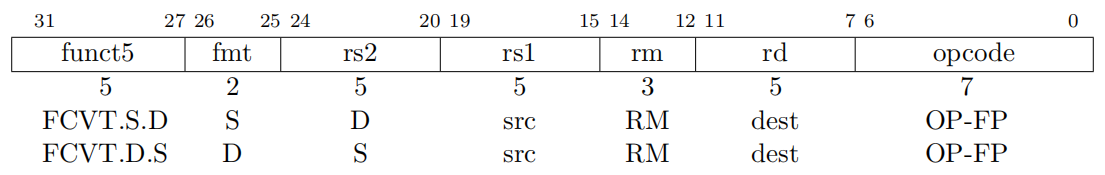 31 27 26 25 24 20 19 15 14 12 11 7 6 0
funct5 fmt rs2 rs1 rm rd opcode
5 2 5 5 3 5 7
FCVT.S.D S D src RM dest OP-FP
FCVT.D.S D S src RM dest OP-FP